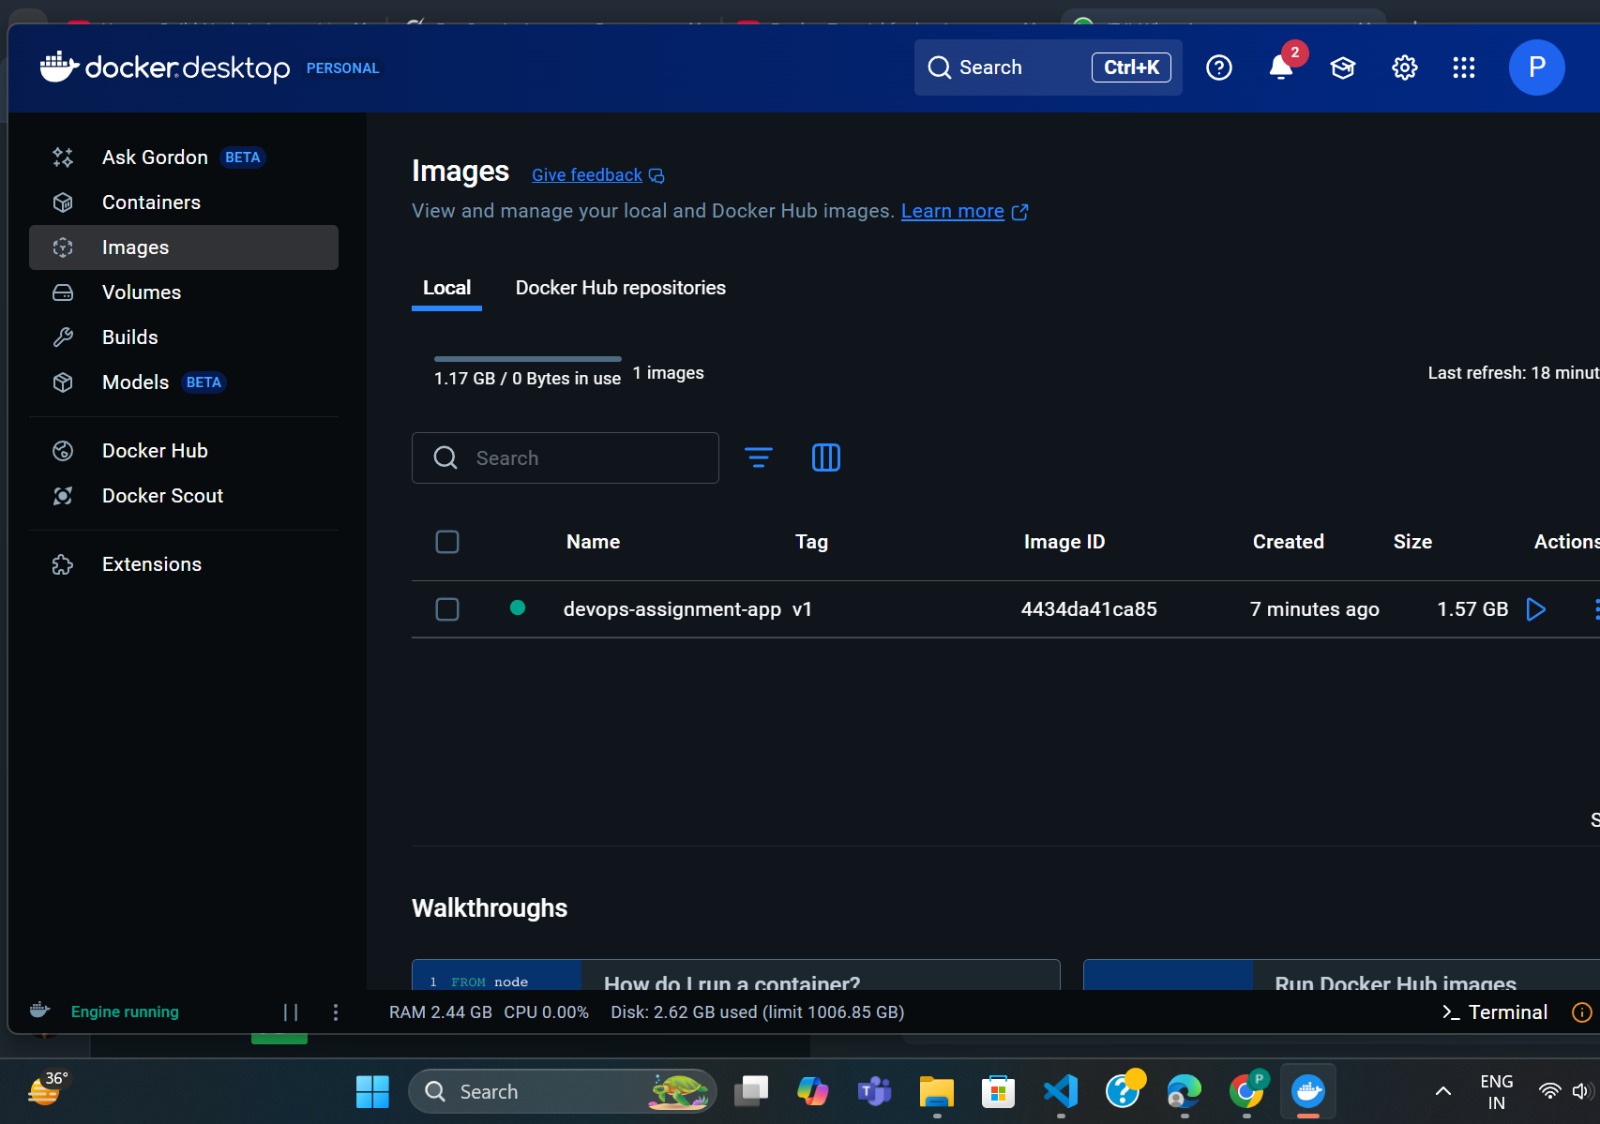 docker.desktop PERSONAL
Search Ctrl+K
2
P
Ask Gordon BETA
Containers
Images
Volumes
Builds
Models BETA
Docker Hub
Docker Scout
Extensions
Images Give feedback
View and manage your local and Docker Hub images. Learn more
Local Docker Hub repositories
1.17 GB / 0 Bytes in use 1 images
Last refresh: 18 minut
Search
Name Tag Image ID Created Size Actions
devops-assignment-app v1 4434da41ca85 7 minutes ago 1.57 GB
S
Walkthroughs
1 FROM node
How do I run a container?
Run Docker Hub images
Engine running
RAM 2.44 GB CPU 0.00% Disk: 2.62 GB used (limit 1006.85 GB)
>_ Terminal
36°
Search
P
ENG
IN